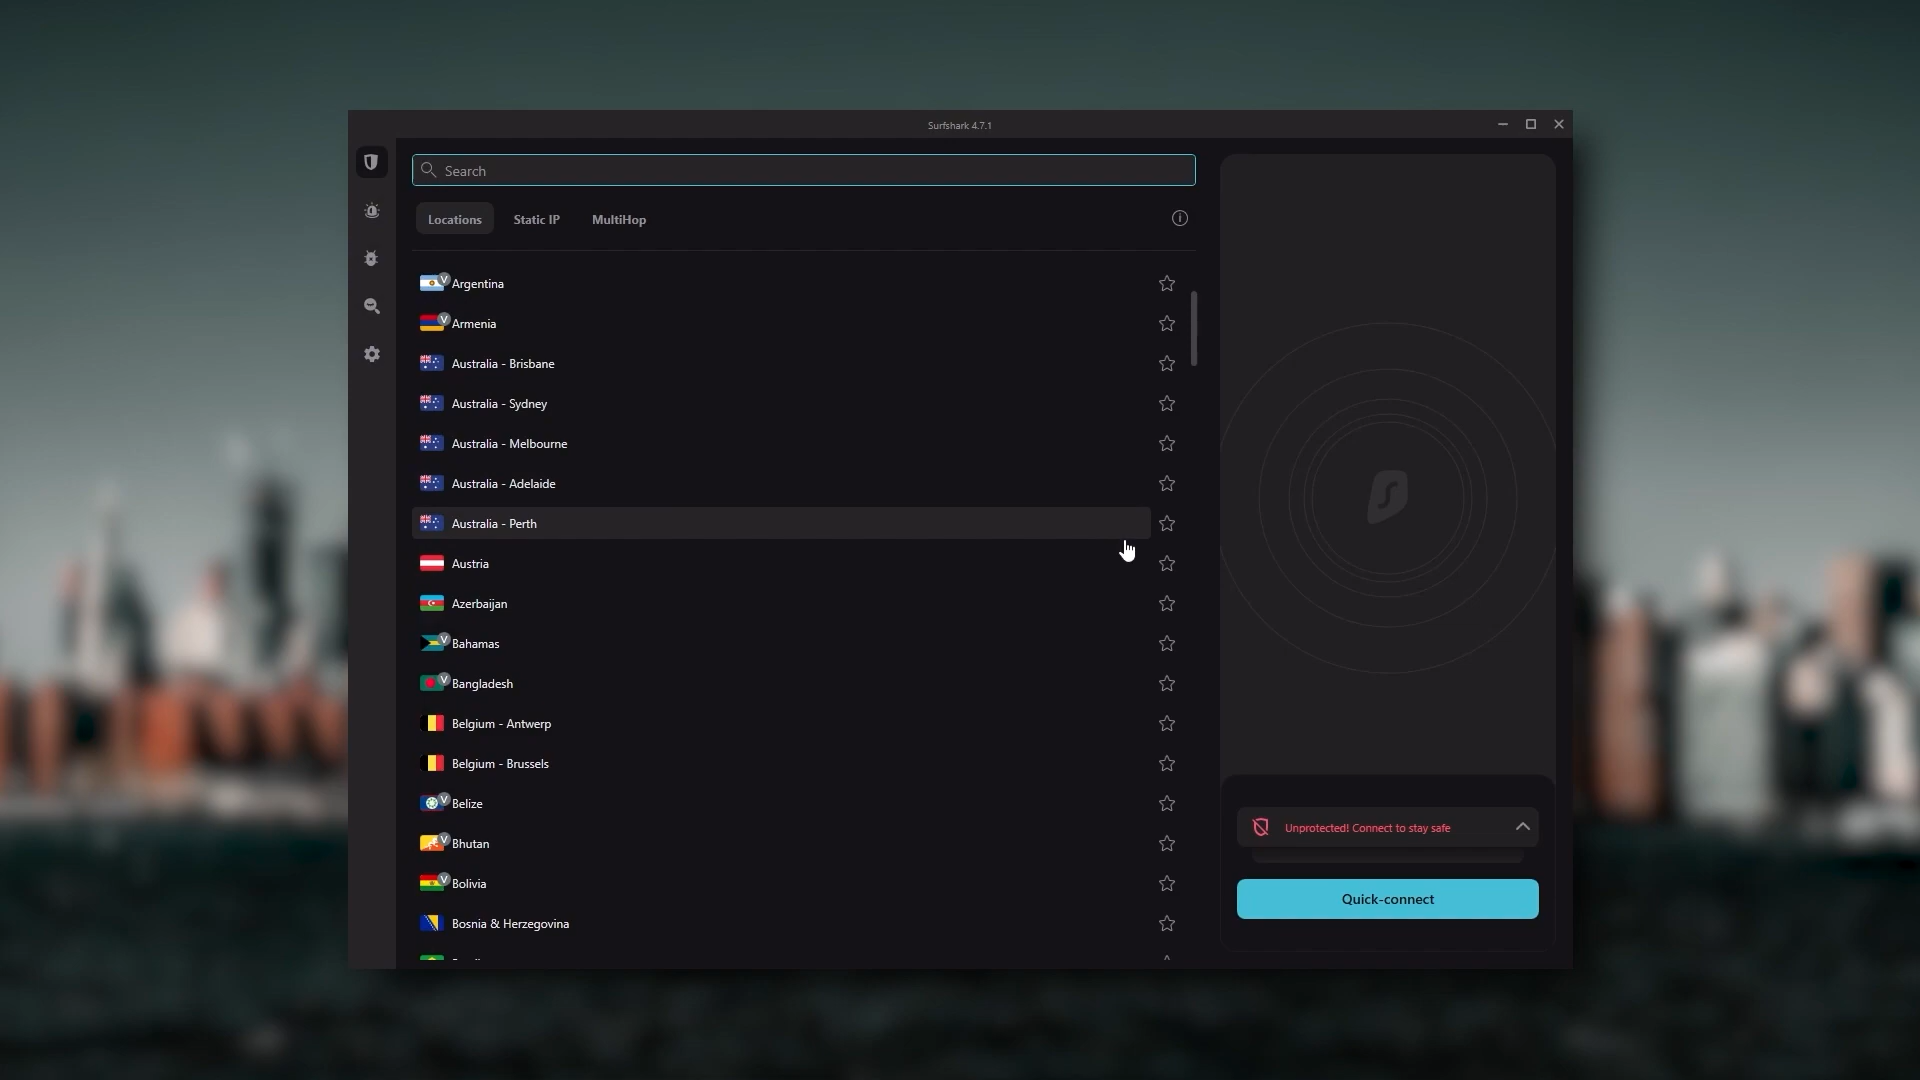 Surfshark 4.7.1
Search
Locations
Static IP
MultiHop
V Argentina
V Armenia
Australia - Brisbane
Australia - Sydney
Australia - Melbourne
Australia - Adelaide
Australia - Perth
Austria
Azerbaijan
V Bahamas
V Bangladesh
Belgium - Antwerp
Belgium - Brussels
V Belize
V Bhutan
V Bolivia
Bosnia & Herzegovina
Unprotected! Connect to stay safe
Quick-connect